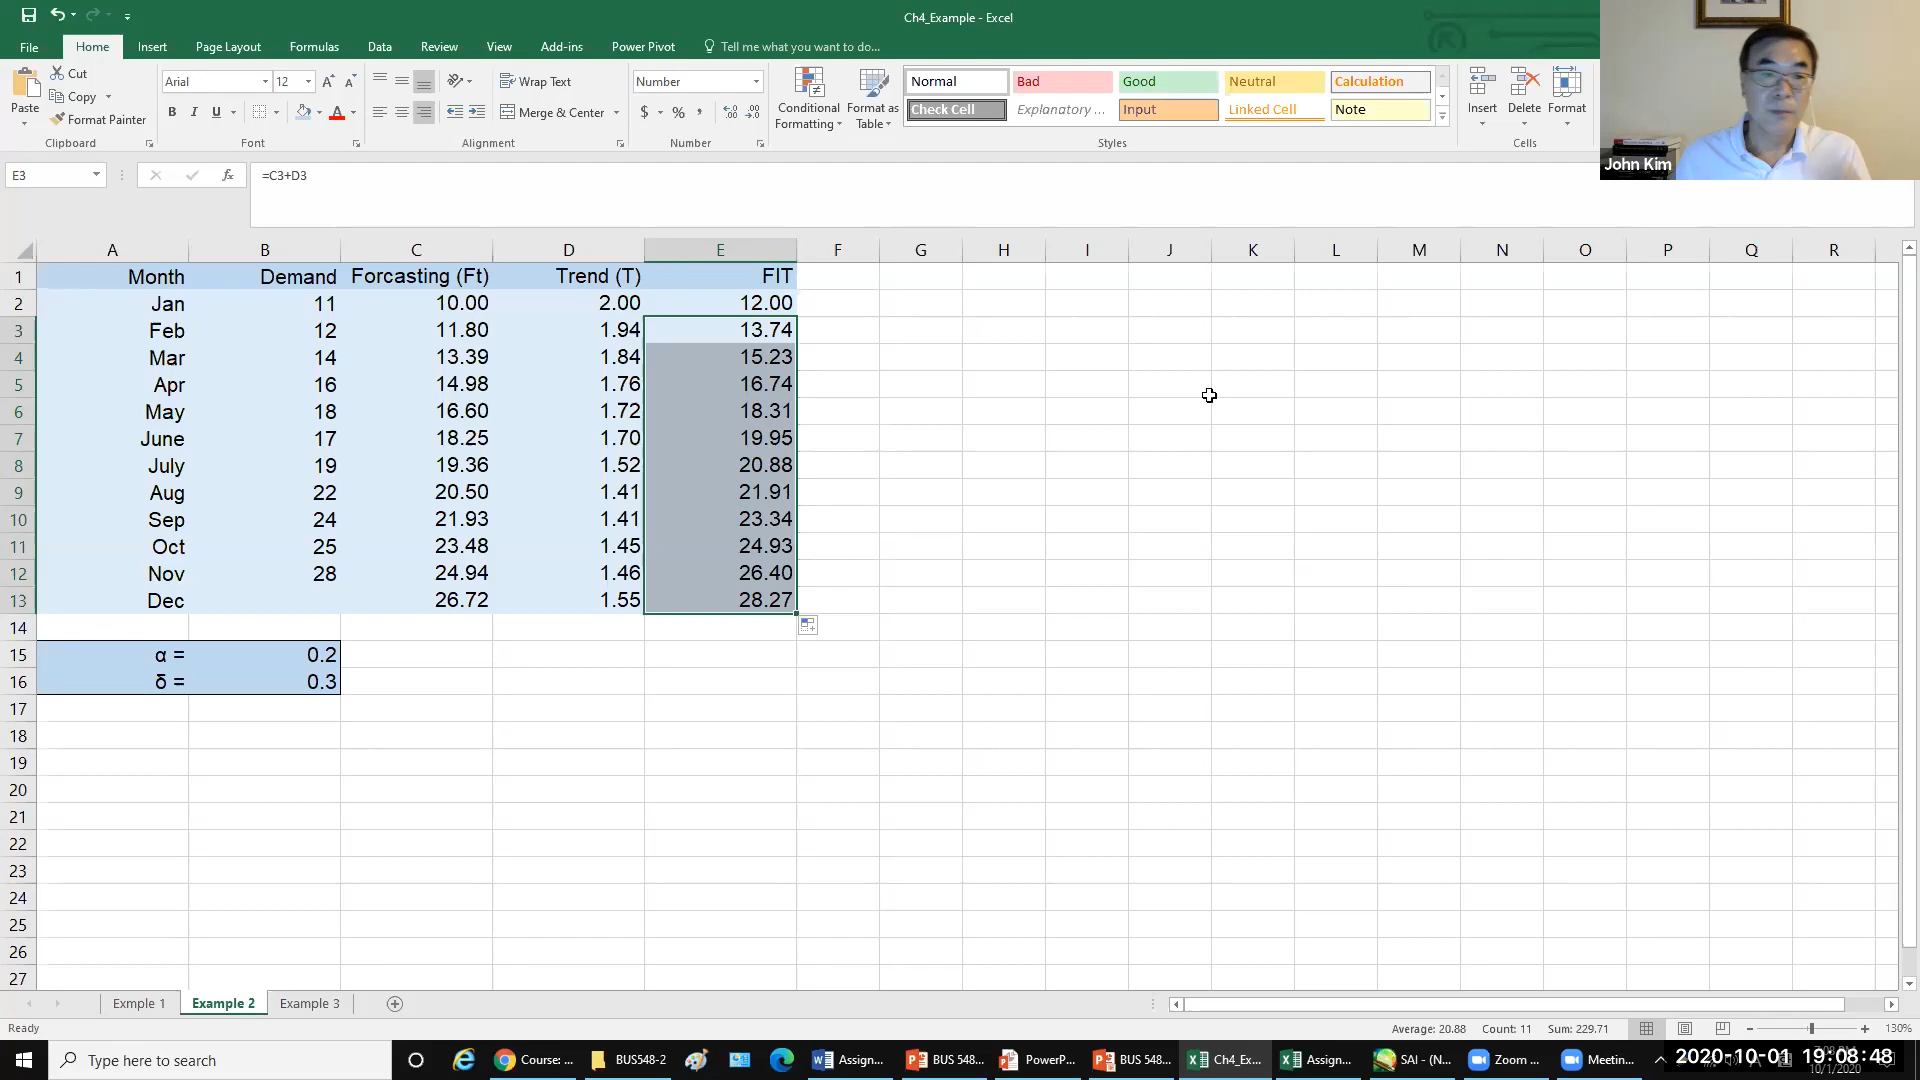 Ch4_Example - Excel
File Home Insert Page Layout Formulas Data Review View Add-ins Power Pivot Tell me what you want to do...
Paste Cut Copy Format Painter
Arial 12
B I U A
Wrap Text
Merge & Center
Number
$ % ,
Conditional Formatting
Format as Table
Normal Bad Good Neutral Calculation
Check Cell Explanatory ... Input Linked Cell Note
Insert Delete Format
Clipboard Font Alignment Number Styles Cells
John Kim
E3 fx =C3+D3
A B C D E F G H I J K L M N O P Q R
1 Month Demand Forcasting (Ft) Trend (T) FIT
2 Jan 11 10.00 2.00 12.00
3 Feb 12 11.80 1.94 13.74
4 Mar 14 13.39 1.84 15.23
5 Apr 16 14.98 1.76 16.74
6 May 18 16.60 1.72 18.31
7 June 17 18.25 1.70 19.95
8 July 19 19.36 1.52 20.88
9 Aug 22 20.50 1.41 21.91
10 Sep 24 21.93 1.41 23.34
11 Oct 25 23.48 1.45 24.93
12 Nov 28 24.94 1.46 26.40
13 Dec 26.72 1.55 28.27
14
15 α = 0.2
16 δ = 0.3
17
18
19
20
21
22
23
24
25
26
27
Exmple 1 Example 2 Example 3
Ready Average: 20.88 Count: 11 Sum: 229.71 130%
Type here to search Course: ... BUS548-2 Assign... BUS 548... PowerP... BUS 548... Ch4_Ex... Assign... SAI - (N... Zoom ... Meetin...
2020-10-01 19:08:48
10/1/2020